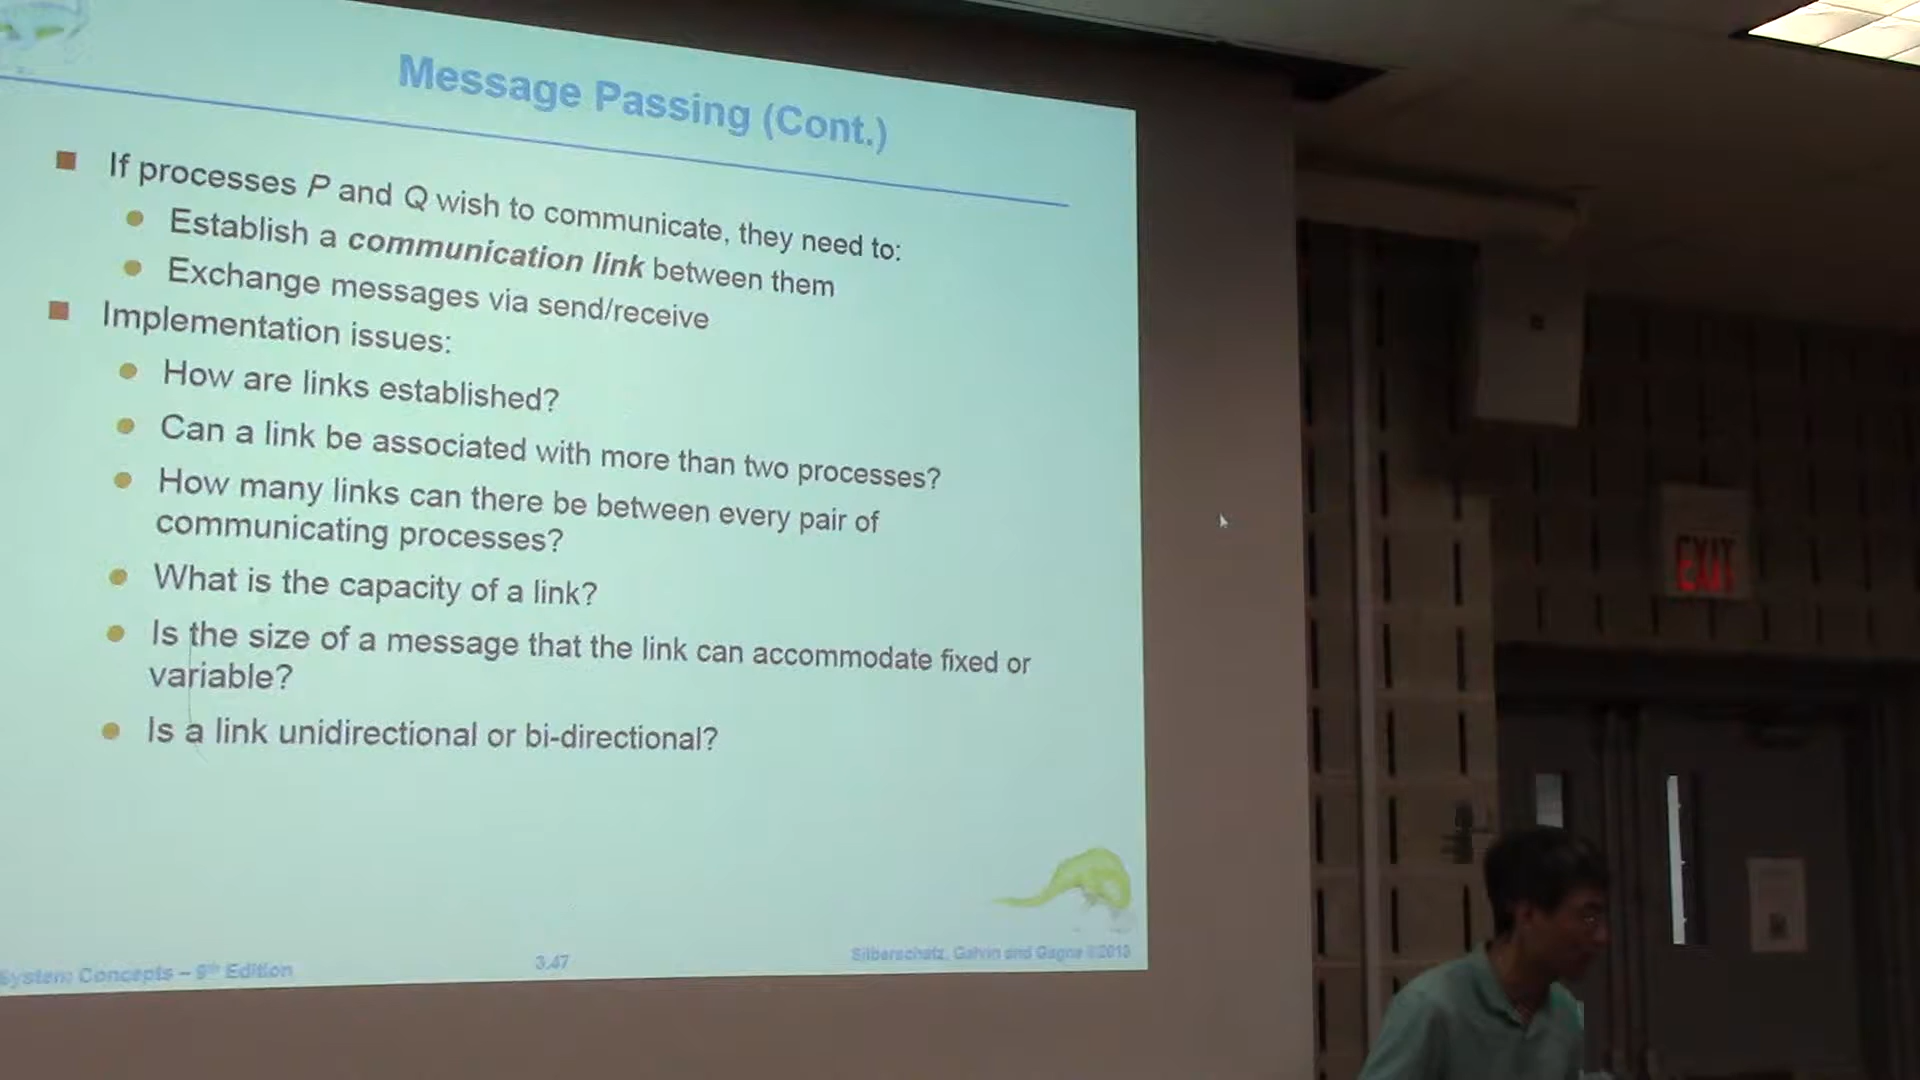 Message Passing (Cont.)
If processes P and Q wish to communicate, they need to:
Establish a communication link between them
Exchange messages via send/receive
Implementation issues:
How are links established?
Can a link be associated with more than two processes?
How many links can there be between every pair of
communicating processes?
What is the capacity of a link?
Is the size of a message that the link can accommodate fixed or
variable?
Is a link unidirectional or bi-directional?
System Concepts – 9th Edition
3.47
Silberschatz, Galvin and Gagne ©2013
EXIT